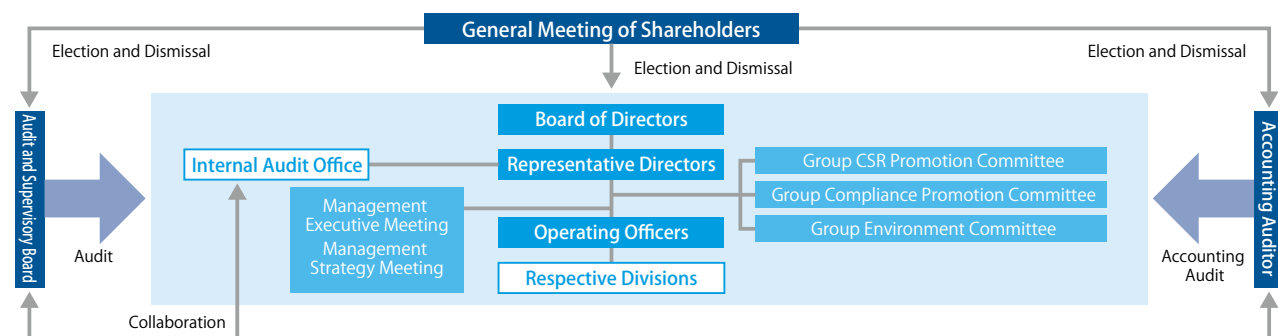 General Meeting of Shareholders
Election and Dismissal
Election and Dismissal
Election and Dismissal
Audit and Supervisory Board
Audit
Board of Directors
Internal Audit Office
Representative Directors
Group CSR Promotion Committee
Group Compliance Promotion Committee
Group Environment Committee
Management
Executive Meeting
Management
Strategy Meeting
Operating Officers
Respective Divisions
Accounting Auditor
Accounting
Audit
Collaboration